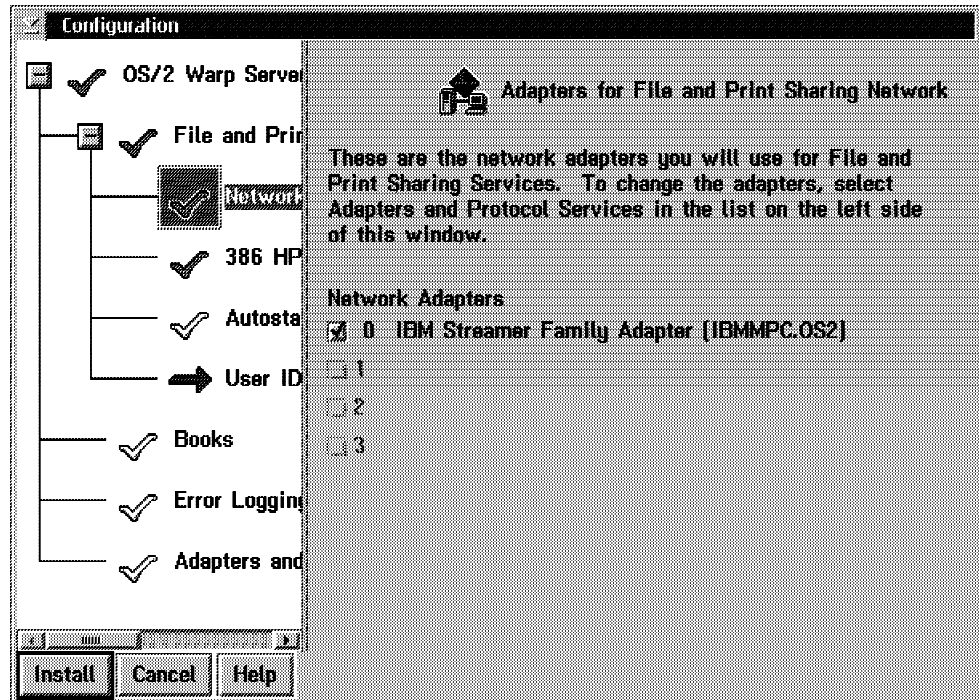 Configuration
OS/2 Warp Server
File and Prin
Network
386 HP
Autosta
User ID
Books
Error Logging
Adapters and
Install
Cancel
Help
Adapters for File and Print Sharing Network
These are the network adapters you will use for File and
Print Sharing Services. To change the adapters, select
Adapters and Protocol Services in the list on the left side
of this window.
Network Adapters
0 IBM Streamer Family Adapter (IBMMPC.OS2)
1
2
3